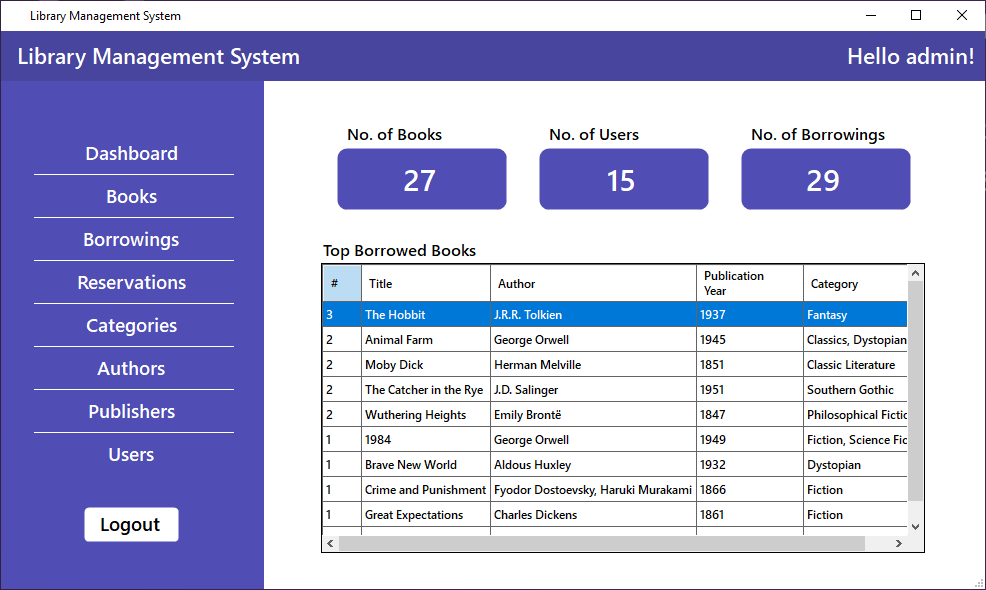 Library Management System
Library Management System
Hello admin!
Dashboard
Books
Borrowings
Reservations
Categories
Authors
Publishers
Users
Logout
No. of Books
No. of Users
No. of Borrowings
27
15
29
Top Borrowed Books
# Title Author Publication Year Category
3 The Hobbit J.R.R. Tolkien 1937 Fantasy
2 Animal Farm George Orwell 1945 Classics, Dystopian
2 Moby Dick Herman Melville 1851 Classic Literature
2 The Catcher in the Rye J.D. Salinger 1951 Southern Gothic
2 Wuthering Heights Emily Brontë 1847 Philosophical Fictic
1 1984 George Orwell 1949 Fiction, Science Fic
1 Brave New World Aldous Huxley 1932 Dystopian
1 Crime and Punishment Fyodor Dostoevsky, Haruki Murakami 1866 Fiction
1 Great Expectations Charles Dickens 1861 Fiction